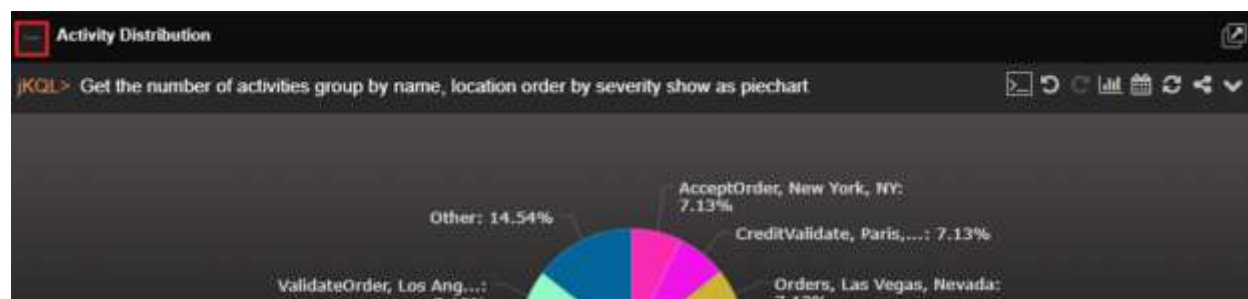 Activity Distribution
jKQL> Get the number of activities group by name, location order by severity show as piechart
AcceptOrder, New York, NY:
7.13%
Other: 14.54%
CreditValidate, Paris,...: 7.13%
ValidateOrder, Los Ang...:
Orders, Las Vegas, Nevada: